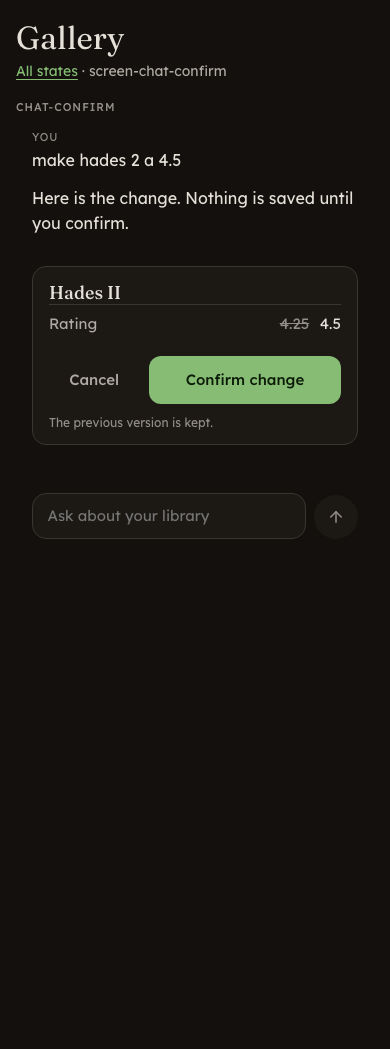 Gallery
All states · screen-chat-confirm
CHAT-CONFIRM
YOU
make hades 2 a 4.5
Here is the change. Nothing is saved until
you confirm.
Hades II
Rating 4.25 4.5
Cancel Confirm change
The previous version is kept.
Ask about your library